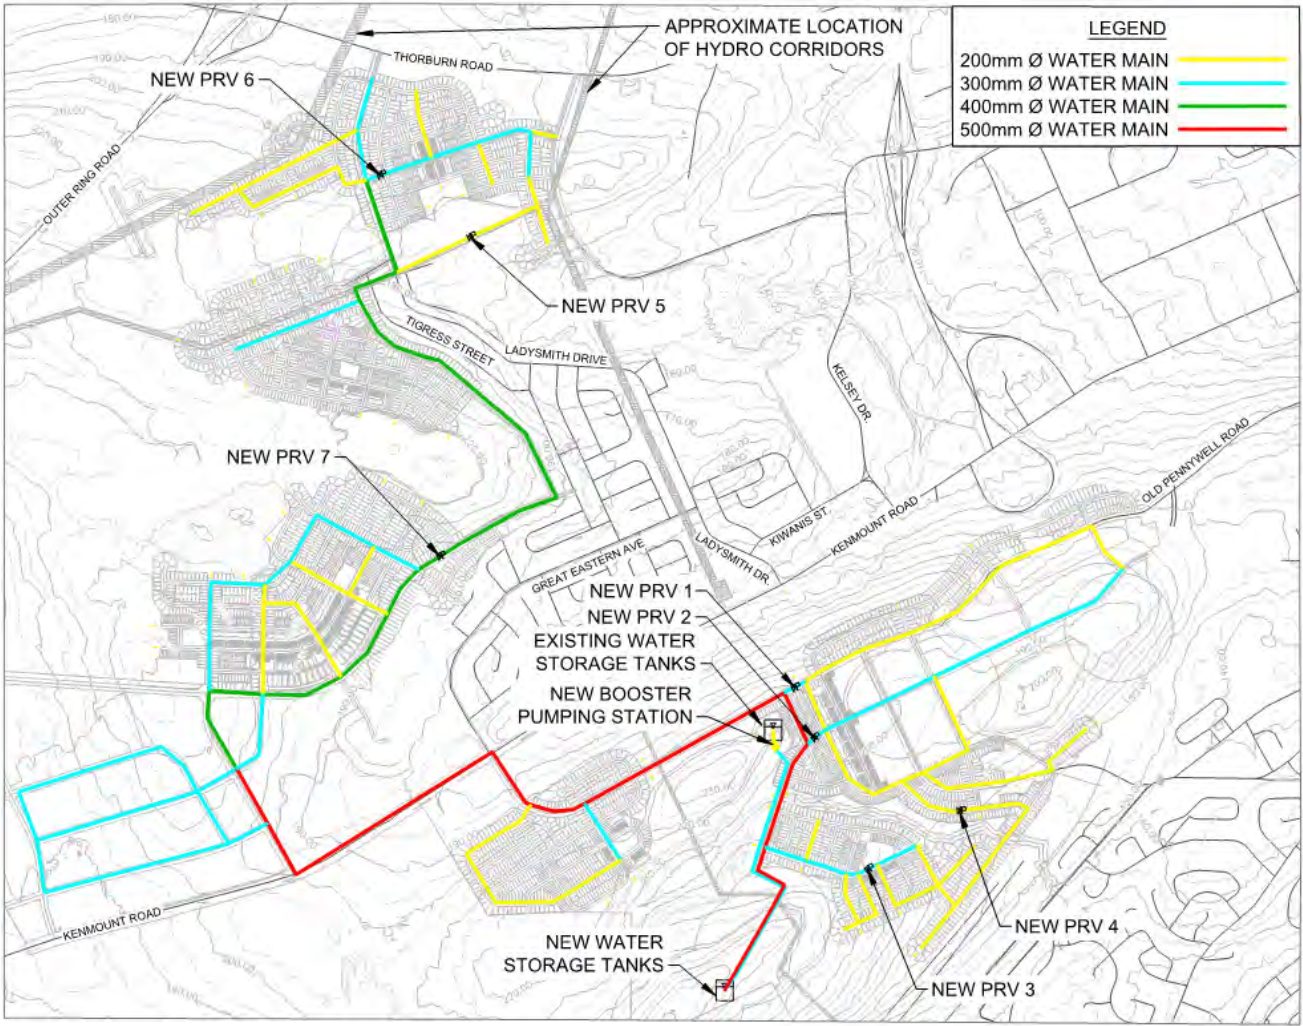 APPROXIMATE LOCATION
OF HYDRO CORRIDORS
LEGEND
200mm Ø WATER MAIN
300mm Ø WATER MAIN
400mm Ø WATER MAIN
500mm Ø WATER MAIN
THORBURN ROAD
NEW PRV 6
OUTER RING ROAD
NEW PRV 5
TIGRESS STREET
LADYSMITH DRIVE
KELSEY DR.
NEW PRV 7
OLD PENNYWELL ROAD
KIWANIS ST.
KENMOUNT ROAD
LADYSMITH DR.
GREAT EASTERN AVE
NEW PRV 1
NEW PRV 2
EXISTING WATER
STORAGE TANKS
NEW BOOSTER
PUMPING STATION
KENMOUNT ROAD
NEW WATER
STORAGE TANKS
NEW PRV 4
NEW PRV 3